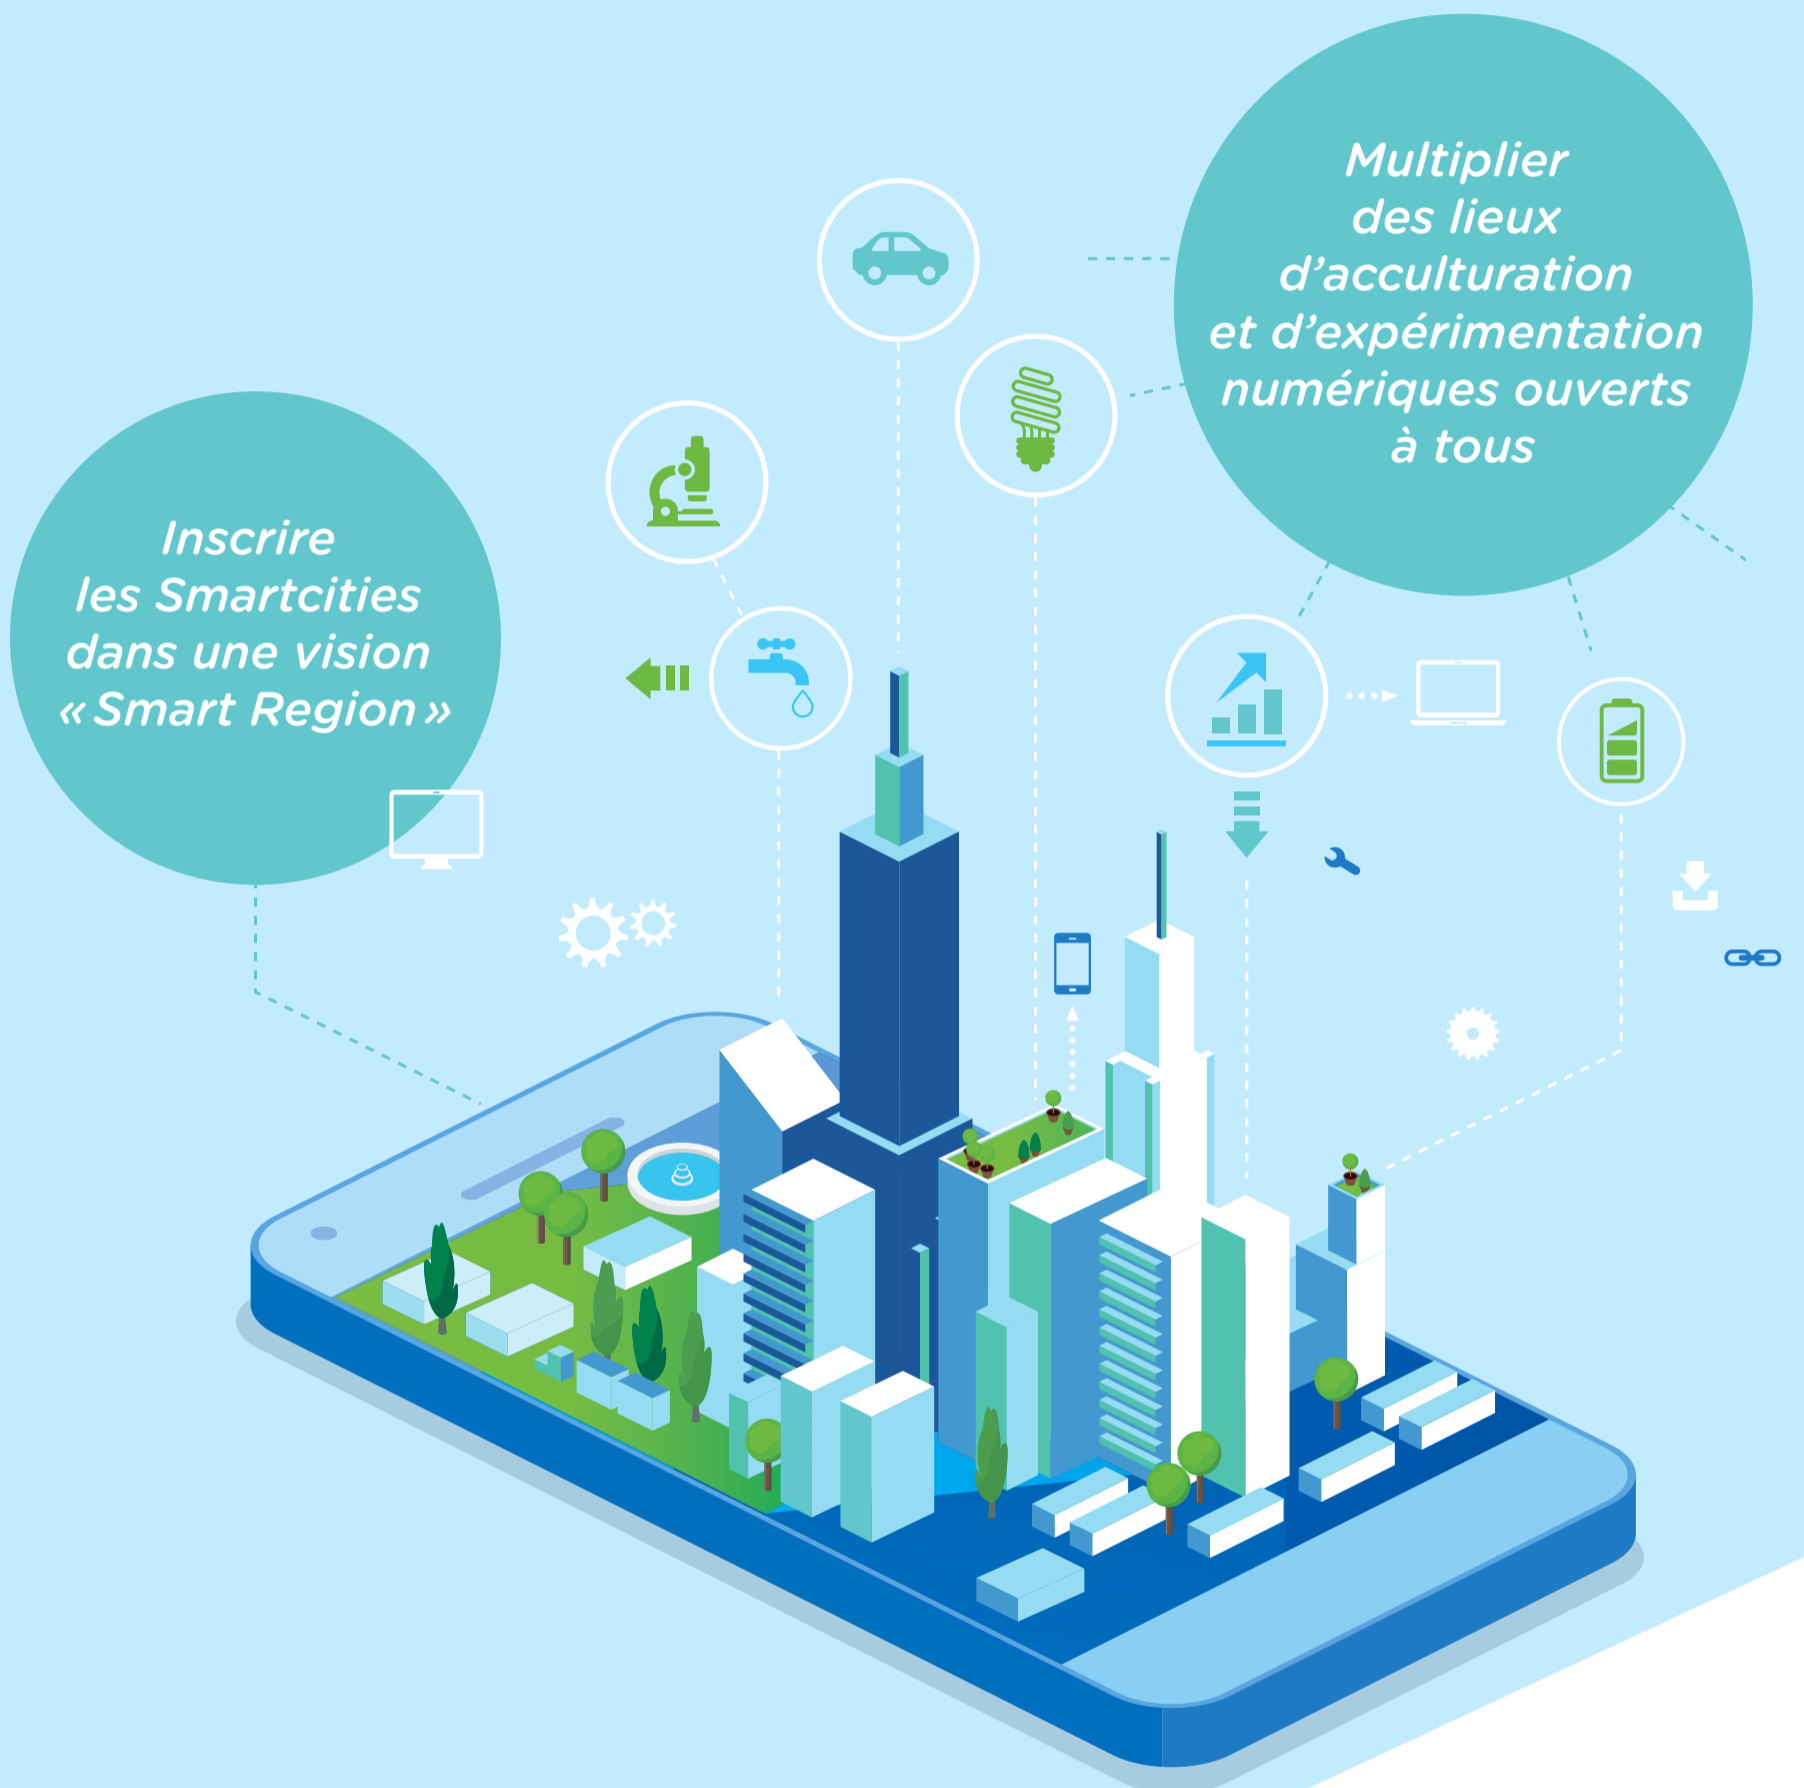 Multiplier
des lieux
d’acculturation
et d’expérimentation
numériques ouverts
à tous
Inscrire
les Smartcities
dans une vision
« Smart Region »